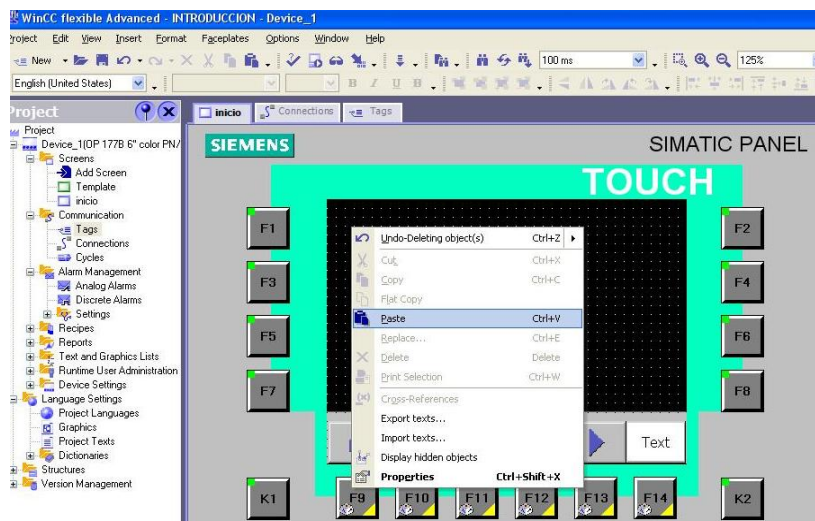 WinCC flexible Advanced - INTRODUCCION - Device_1
Project Edit View Insert Format Faceplates Options Window Help
New 100 ms 125%
English (United States) B I U B
Project inicio Connections Tags
Project
Device_1(OP 177B 6" color PN/
Screens
Add Screen
Template
inicio
Communication
Tags
Connections
Cycles
Alarm Management
Analog Alarms
Discrete Alarms
Settings
Recipes
Reports
Text and Graphics Lists
Runtime User Administration
Device Settings
Language Settings
Project Languages
Graphics
Project Texts
Dictionaries
Structures
Version Management
SIEMENS SIMATIC PANEL
TOUCH
F1 F2
F3 F4
F5 F6
F7 F8
Undo-Deleting object(s) Ctrl+Z
Cut Ctrl+X
Copy Ctrl+C
Flat Copy
Paste Ctrl+V
Replace... Ctrl+E
Delete Delete
Print Selection Ctrl+W
Cross-References
Export texts...
Import texts...
Display hidden objects
Properties Ctrl+Shift+X
Text
K1 F9 F10 F11 F12 F13 F14 K2